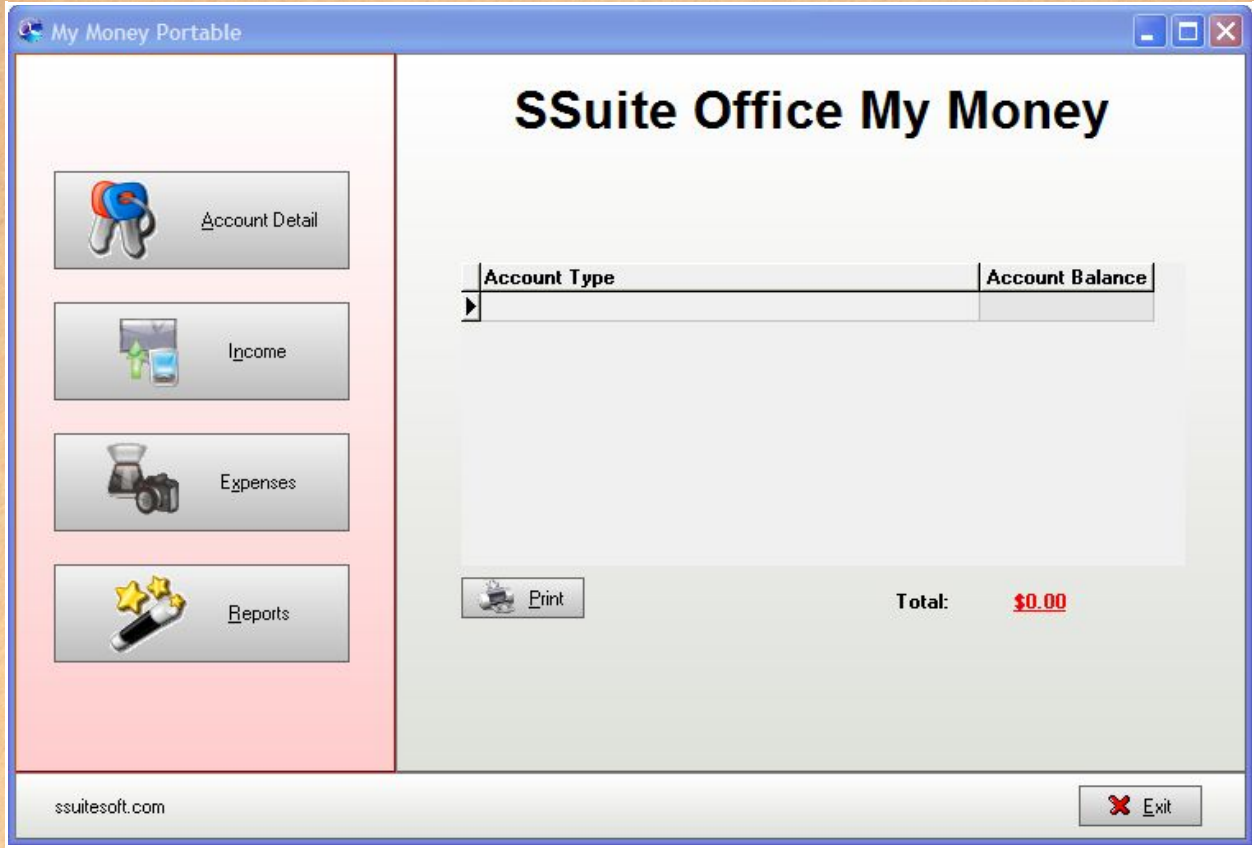 My Money Portable
SSuite Office My Money
Account Detail
Income
Expenses
Reports
Account Type Account Balance
Print
Total: $0.00
ssuitesoft.com
Exit